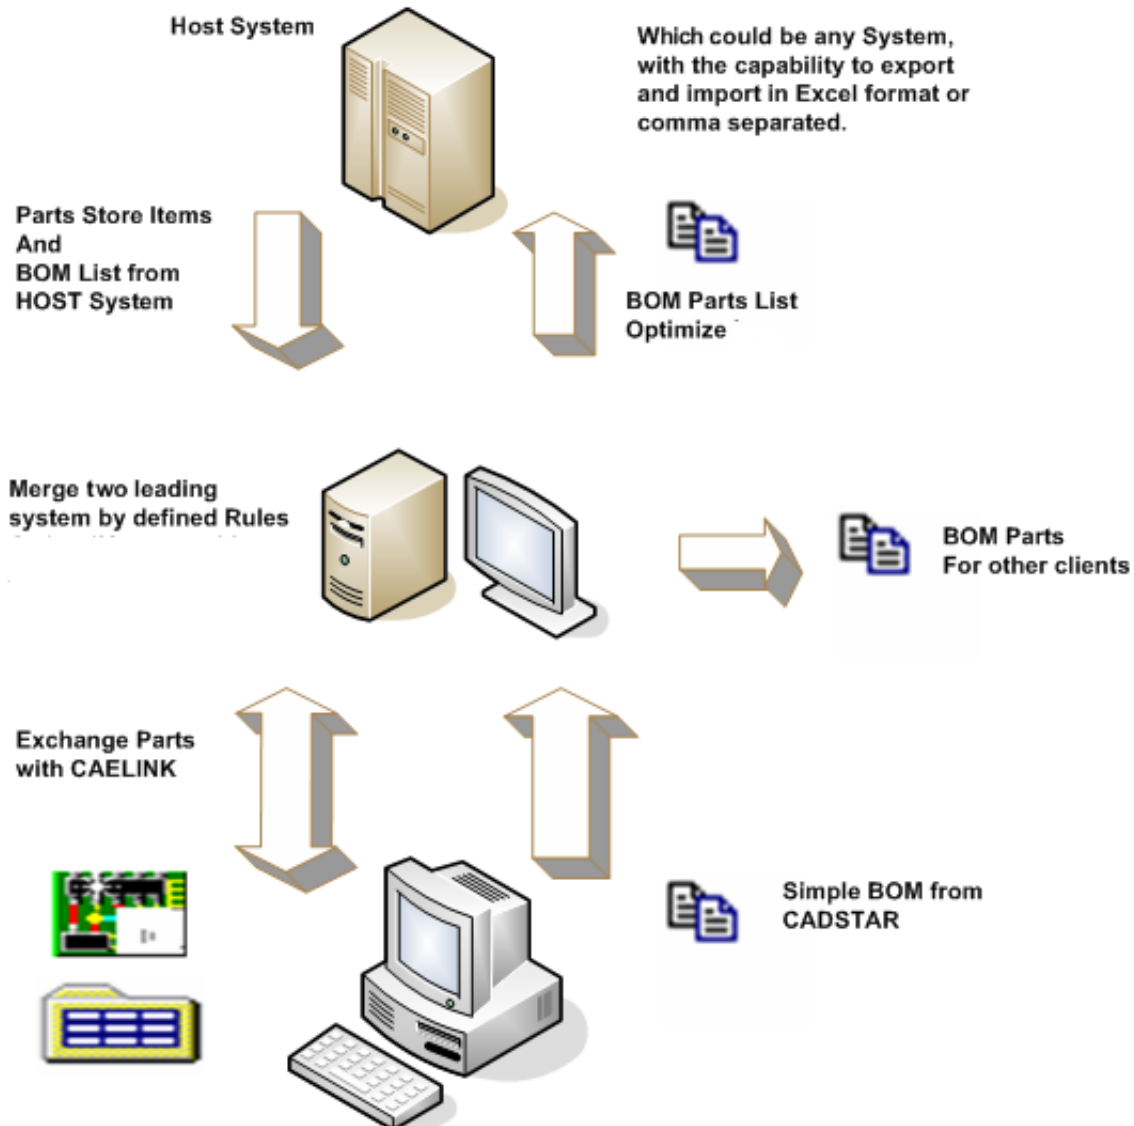 Host System
Which could be any System,
with the capability to export
and import in Excel format or
comma separated.
Parts Store Items
And
BOM List from
HOST System
BOM Parts List
Optimize
Merge two leading
system by defined Rules
BOM Parts
For other clients
Exchange Parts
with CAELINK
Simple BOM from
CADSTAR